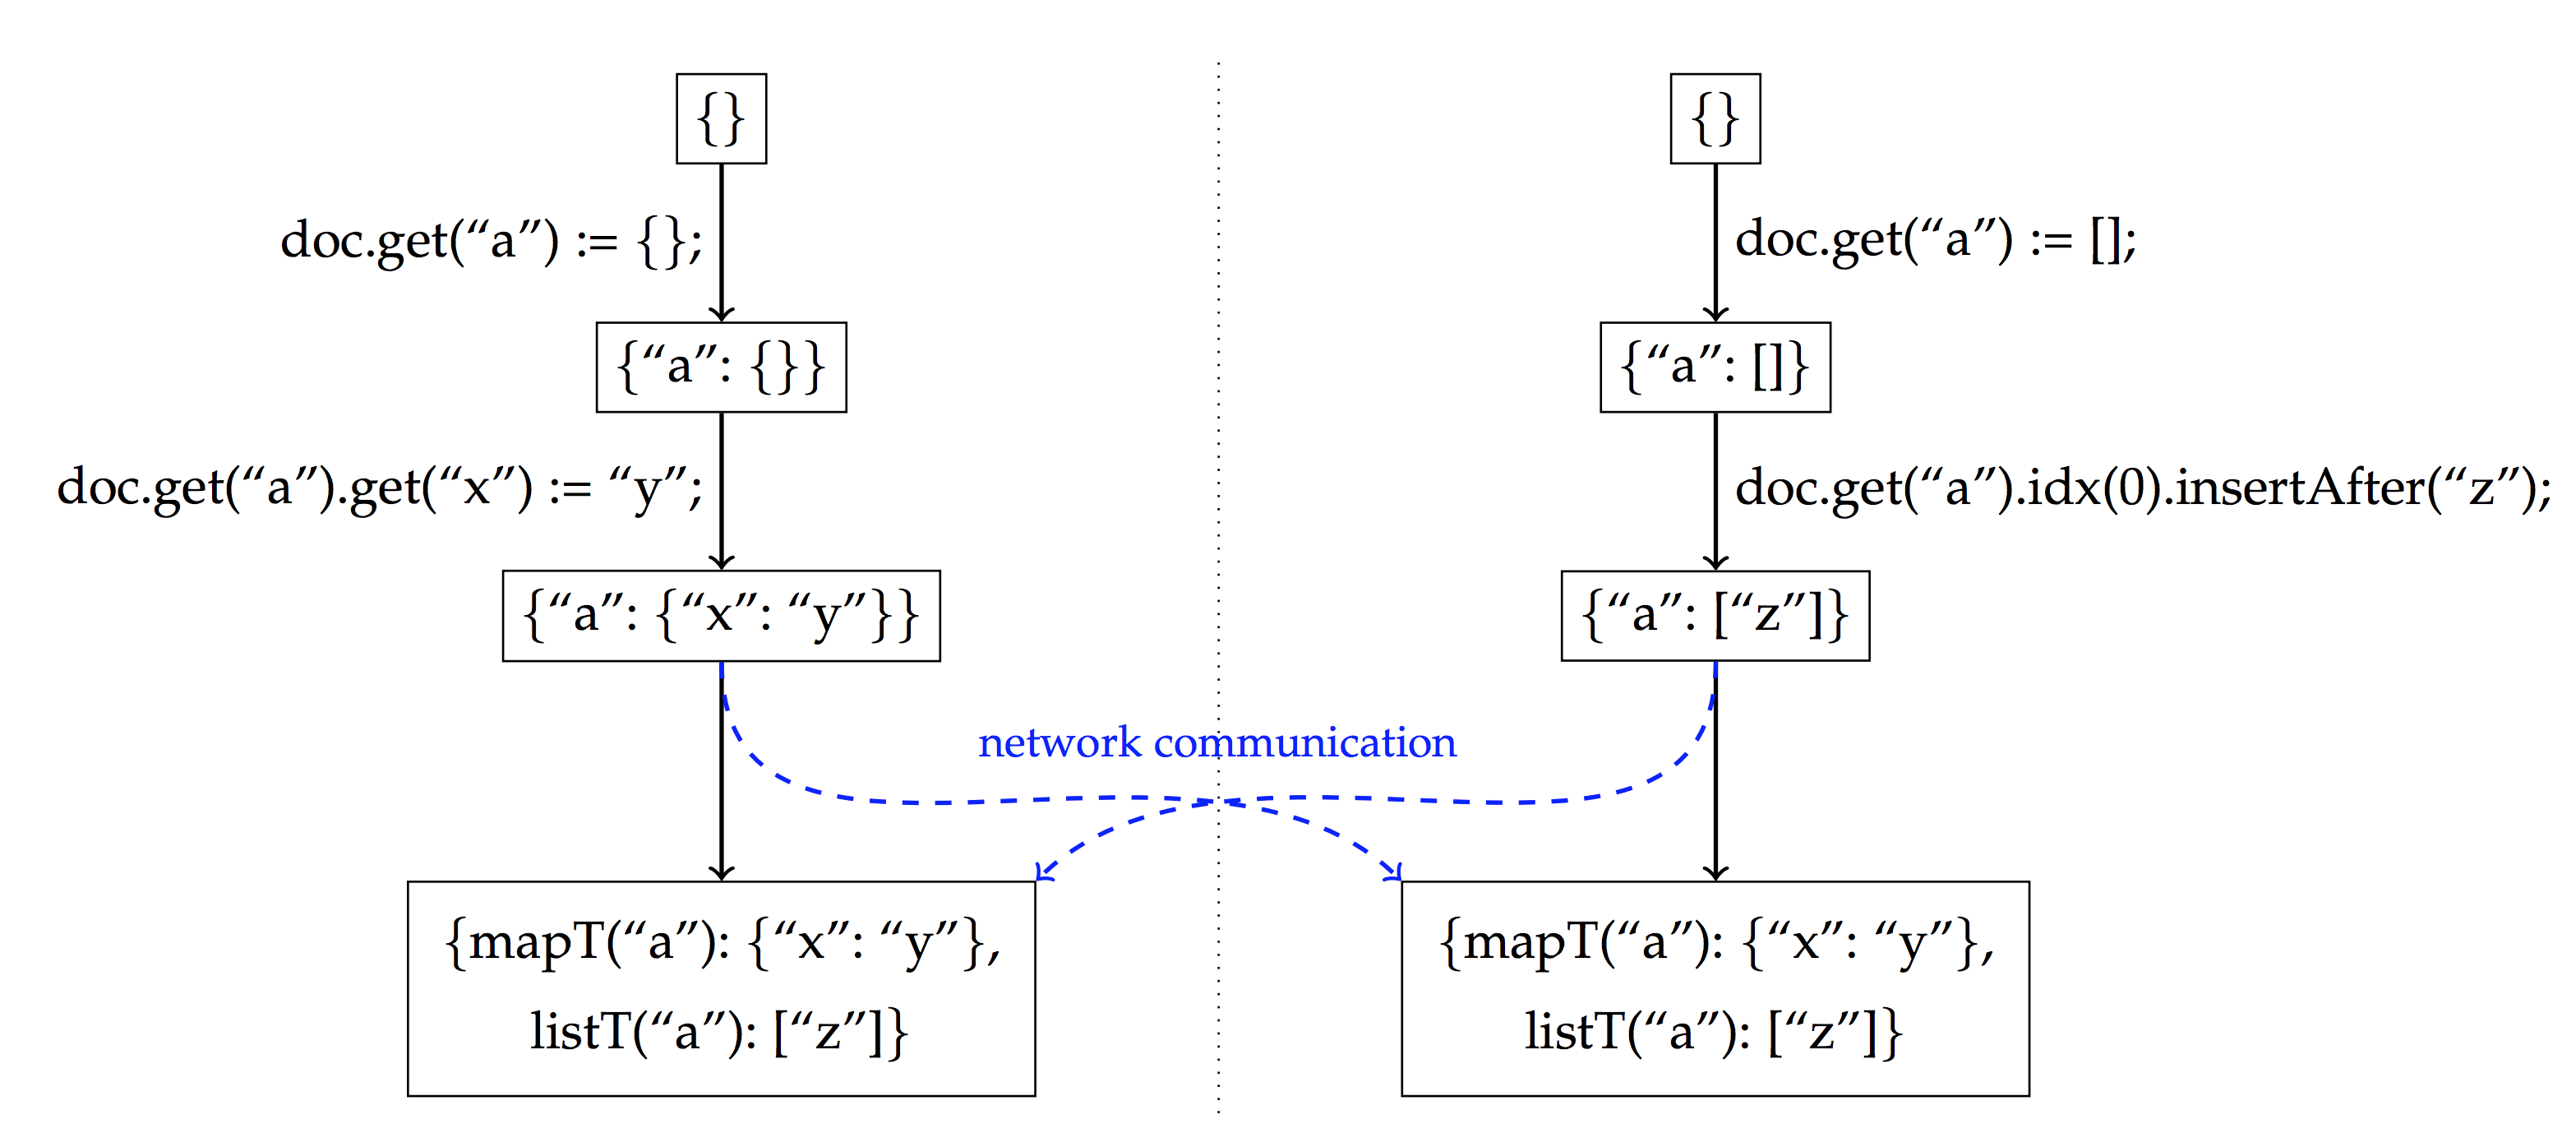 {}
{}
doc.get(“a”) := {};
doc.get(“a”) := [];
{“a”: {}}
{“a”: []}
doc.get(“a”).get(“x”) := “y”;
doc.get(“a”).idx(0).insertAfter(“z”);
{“a”: {“x”: “y”}}
{“a”: [“z”]}
network communication
{mapT(“a”): {“x”: “y”},
listT(“a”): [“z”]}
{mapT(“a”): {“x”: “y”},
listT(“a”): [“z”]}